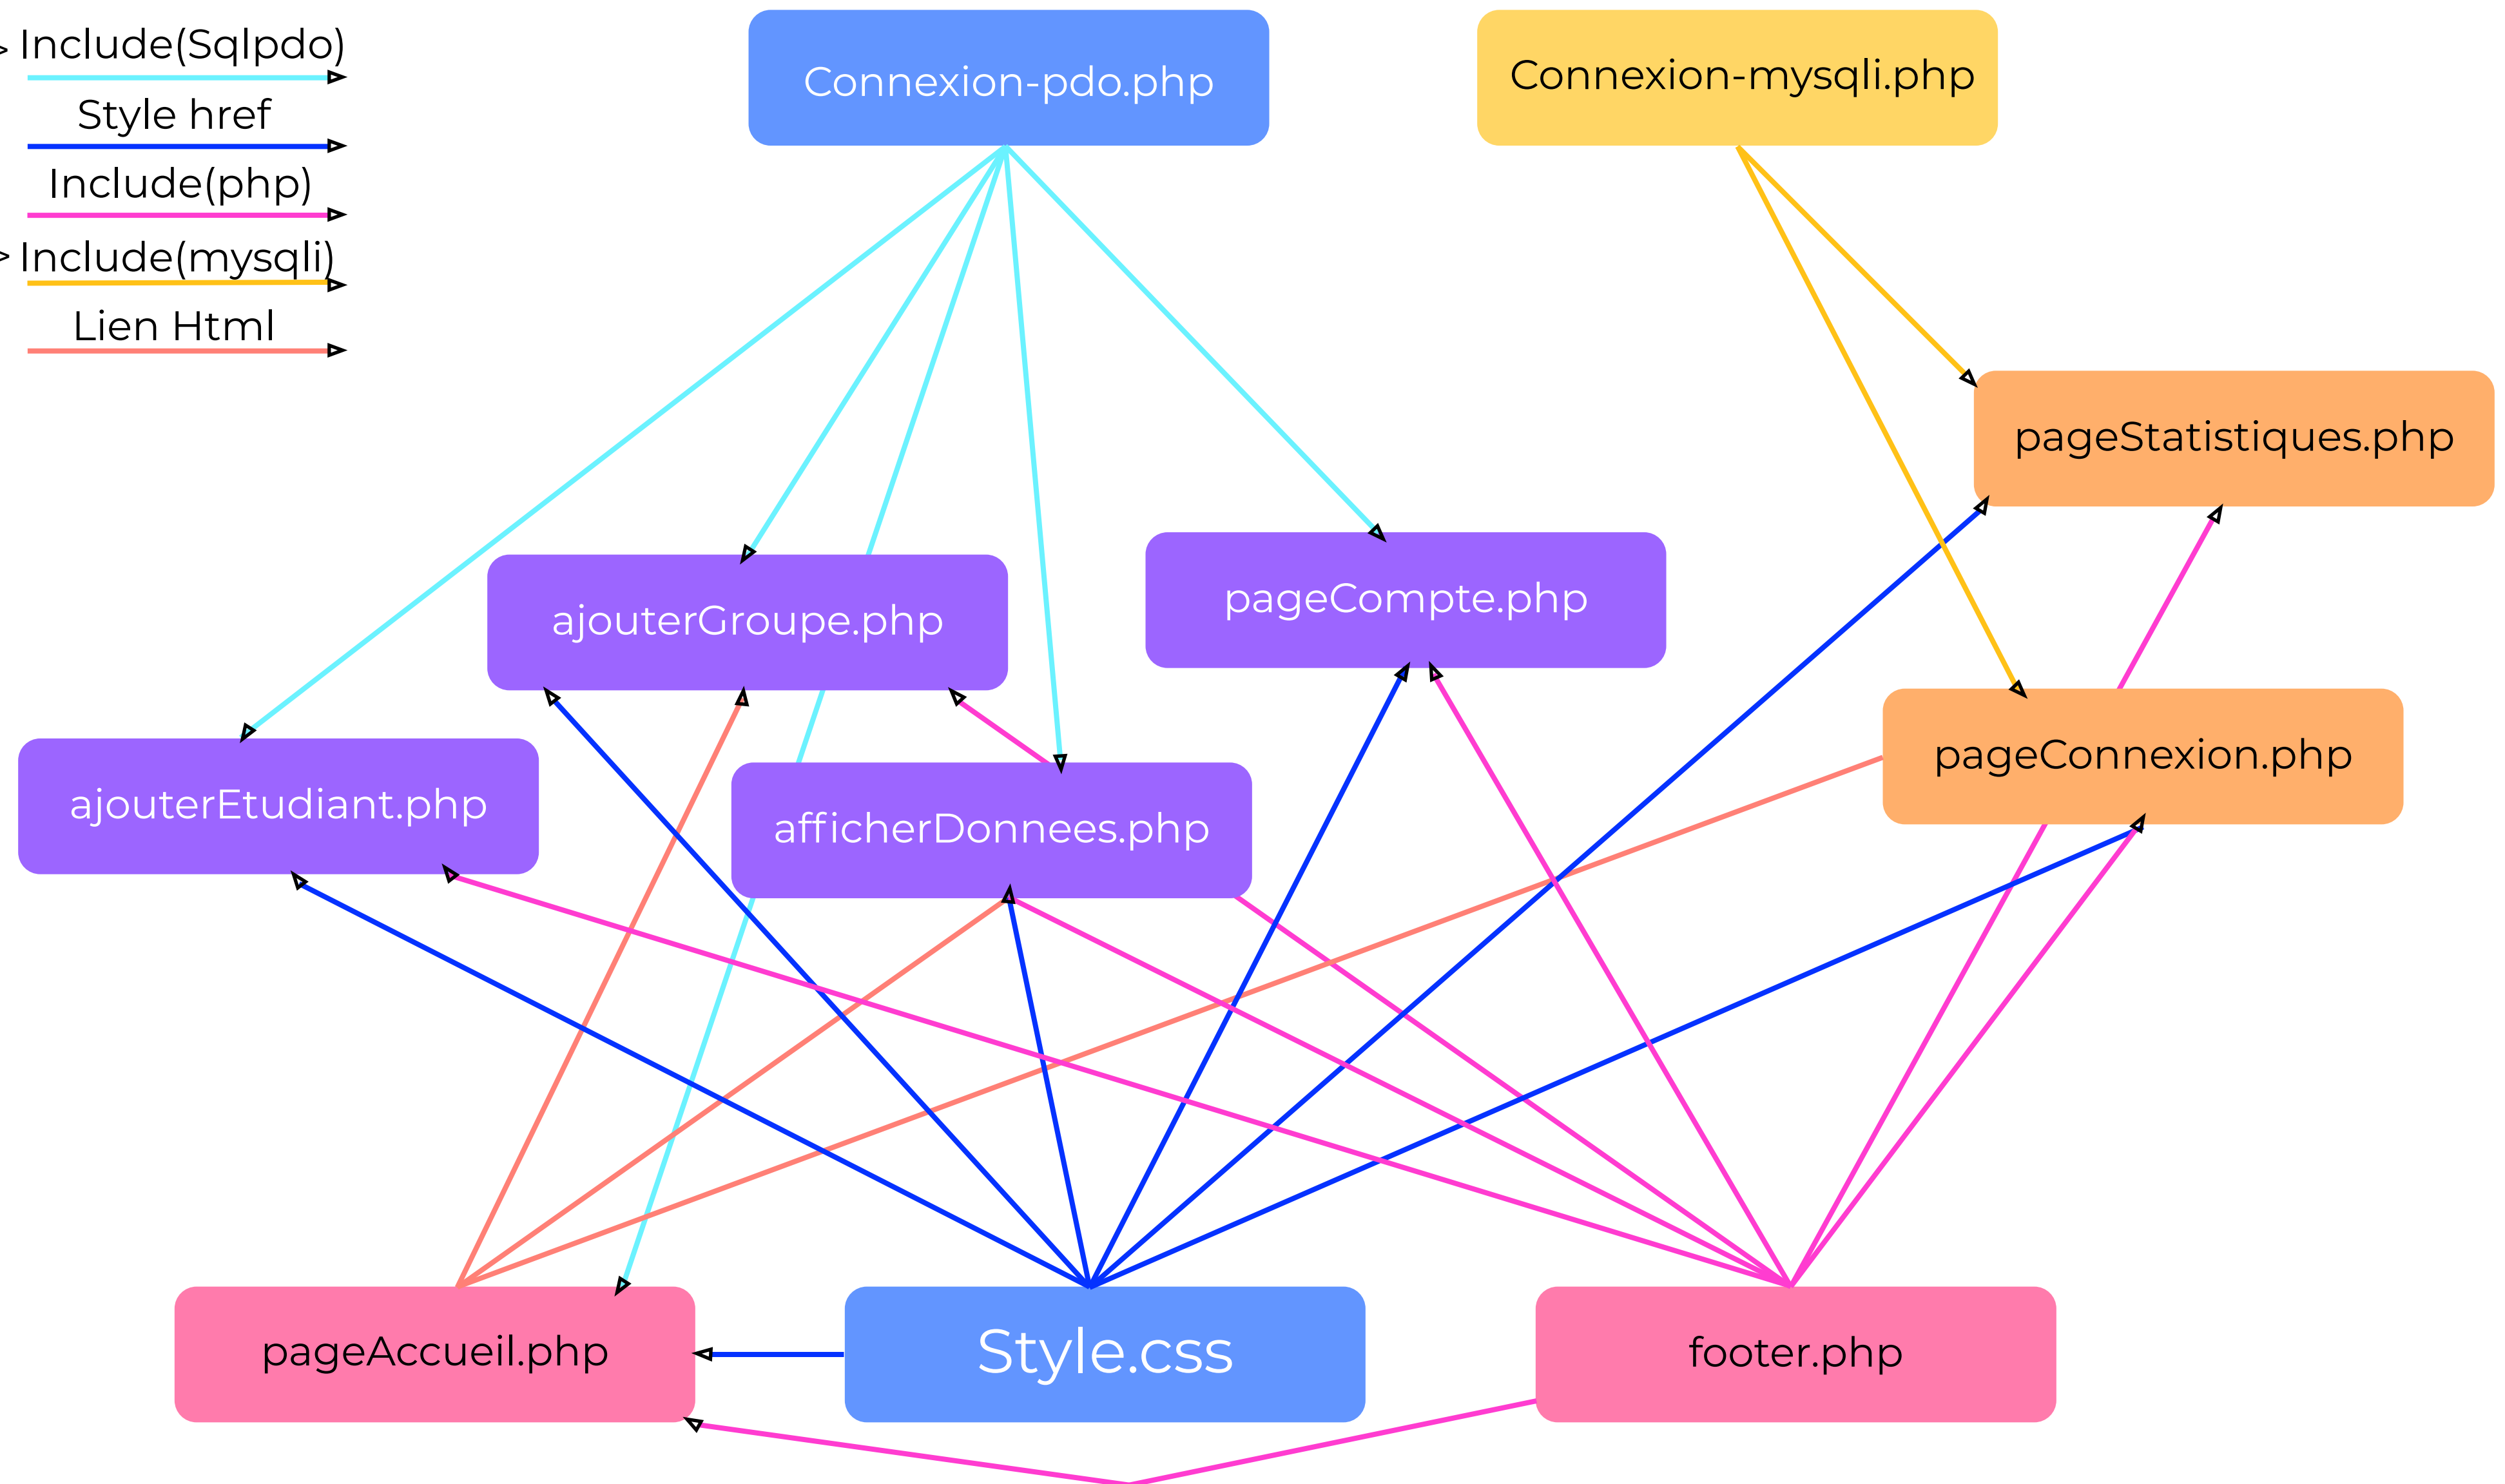 > Include(Sqlpdo)
Style href
Include(php)
> Include(mysqli)
Lien Html
Connexion-pdo.php
Connexion-mysqli.php
pageStatistiques.php
ajouterGroupe.php
pageCompte.php
pageConnexion.php
ajouterEtudiant.php
afficherDonnees.php
pageAccueil.php
Style.css
footer.php